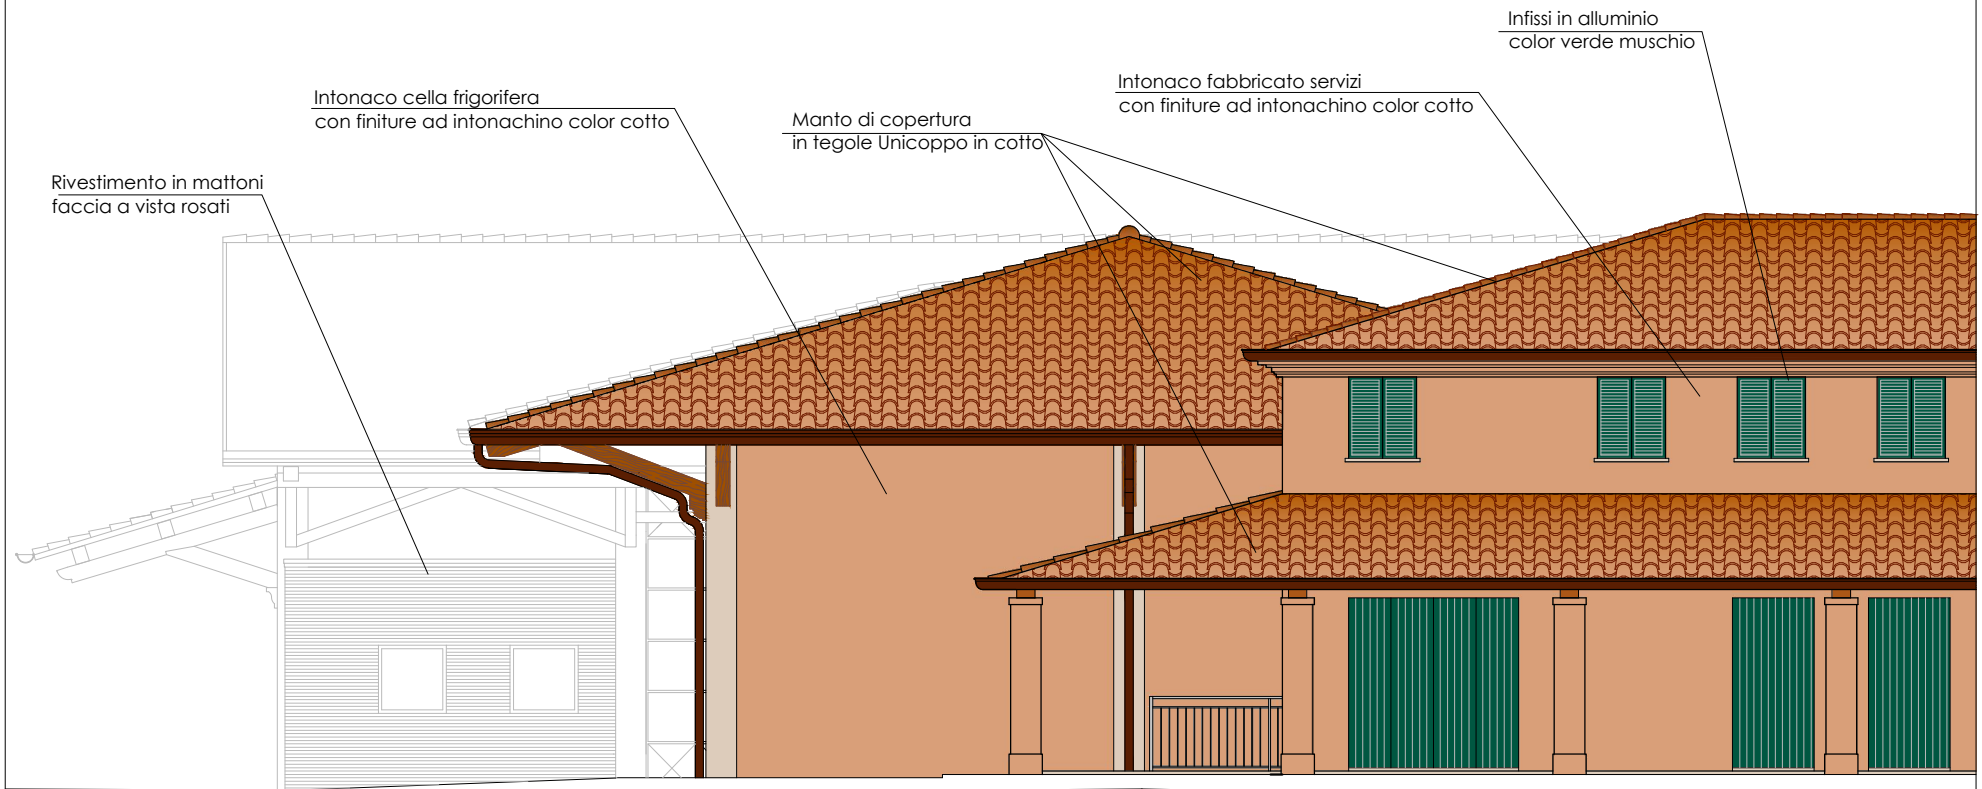 Infissi in alluminio
color verde muschio
Intonaco fabbricato servizi
con finiture ad intonachino color cotto
Intonaco cella frigorifera
con finiture ad intonachino color cotto
Manto di copertura
in tegole Unicoppo in cotto
Rivestimento in mattoni
faccia a vista rosati